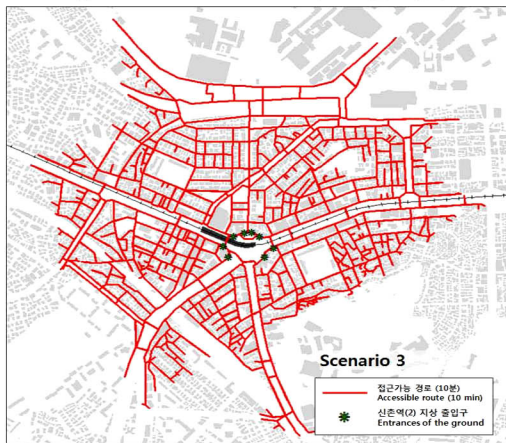 Scenario 3
접근가능 경로 (10분)
Accessible route (10 min)
신촌역(2) 지상 출입구
Entrances of the ground